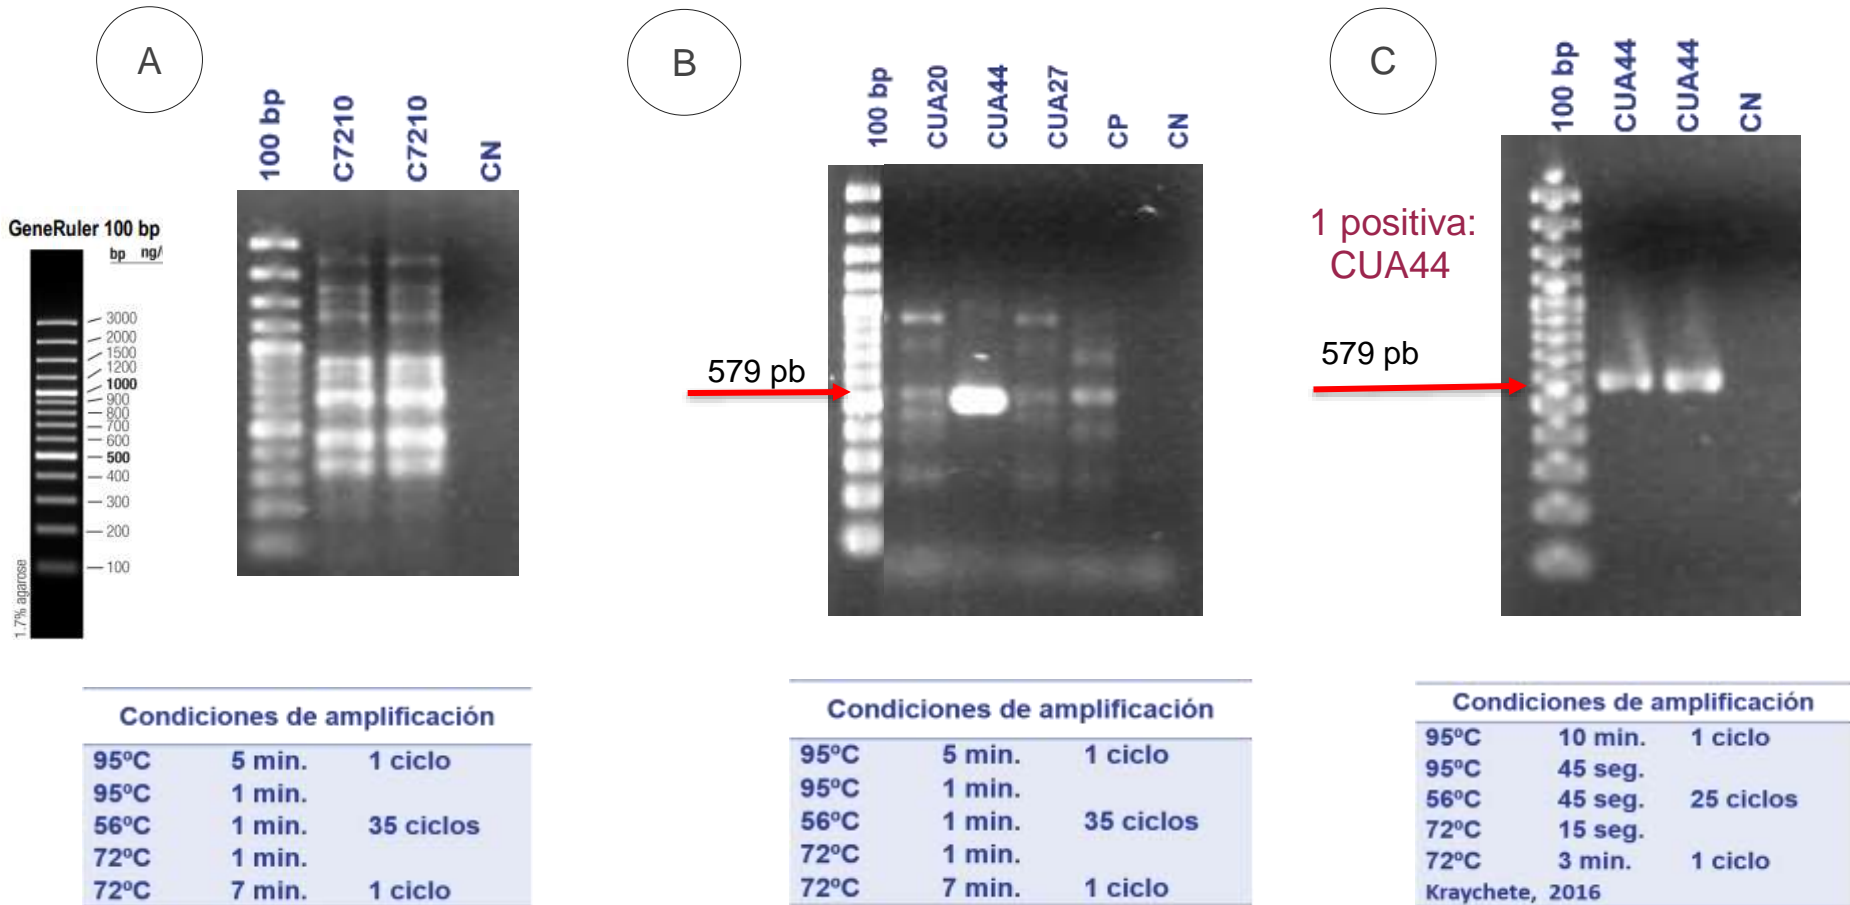 A
100 bp
C7210
C7210
CN
GeneRuler 100 bp
bp ng/
3000
2000
1500
1200
1000
900
800
700
600
500
400
300
200
100
1.7% agarose
Condiciones de amplificación
95ºC 5 min. 1 ciclo
95ºC 1 min.
56ºC 1 min. 35 ciclos
72ºC 1 min.
72ºC 7 min. 1 ciclo
B
100 bp
CUA20
CUA44
CUA27
CP
CN
579 pb
Condiciones de amplificación
95ºC 5 min. 1 ciclo
95ºC 1 min.
56ºC 1 min. 35 ciclos
72ºC 1 min.
72ºC 7 min. 1 ciclo
C
100 bp
CUA44
CUA44
CN
1 positiva:
CUA44
579 pb
Condiciones de amplificación
95ºC 10 min. 1 ciclo
95ºC 45 seg.
56ºC 45 seg. 25 ciclos
72ºC 15 seg.
72ºC 3 min. 1 ciclo
Kraychete, 2016